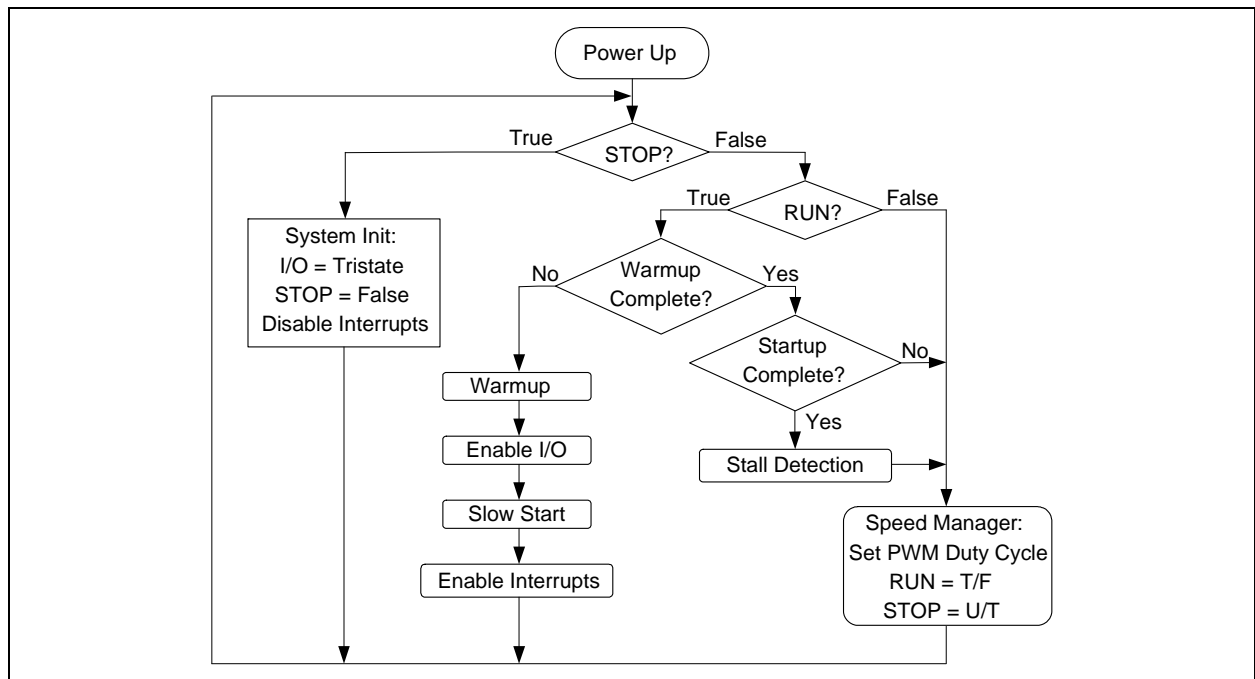 Power Up
True
STOP?
False
True
RUN?
False
System Init:
I/O = Tristate
STOP = False
Disable Interrupts
No
Warmup
Complete?
Yes
Startup
Complete?
No
Warmup
Yes
Enable I/O
Stall Detection
Slow Start
Speed Manager:
Set PWM Duty Cycle
RUN = T/F
STOP = U/T
Enable Interrupts